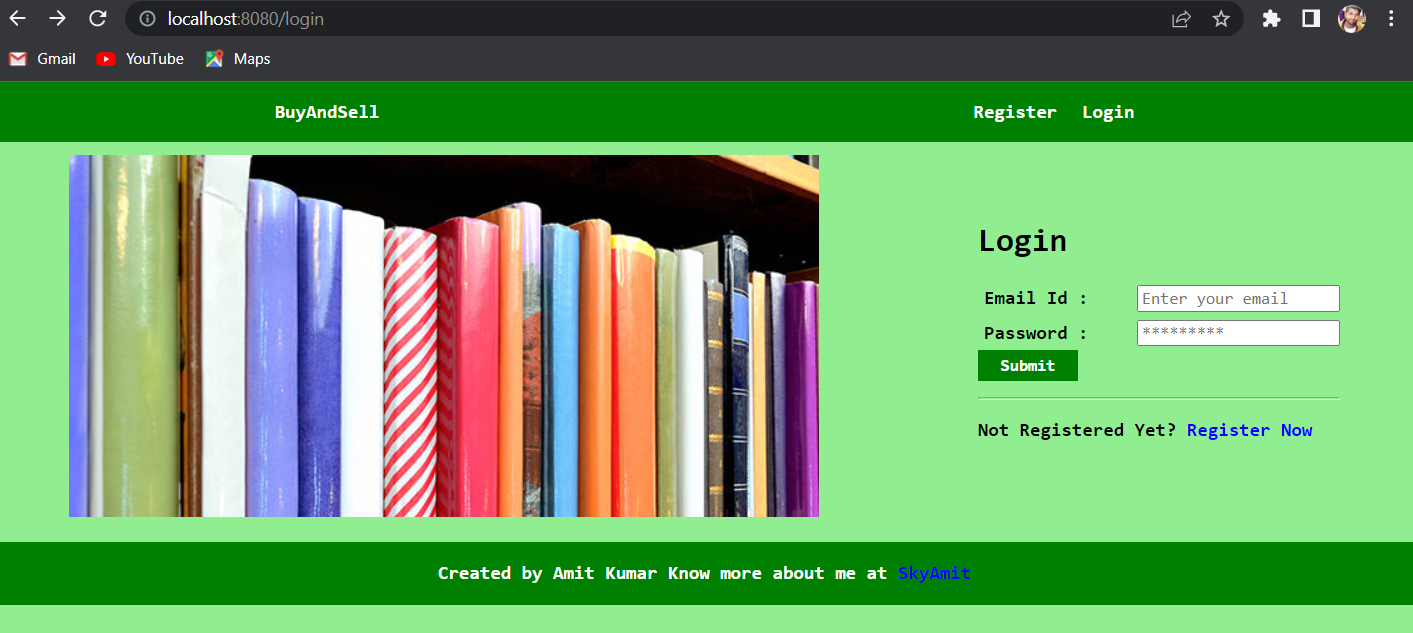 localhost:8080/login
Gmail YouTube Maps
BuyAndSell Register Login
Login
Email Id : Enter your email
Password : *********
Submit
Not Registered Yet? Register Now
Created by Amit Kumar Know more about me at SkyAmit